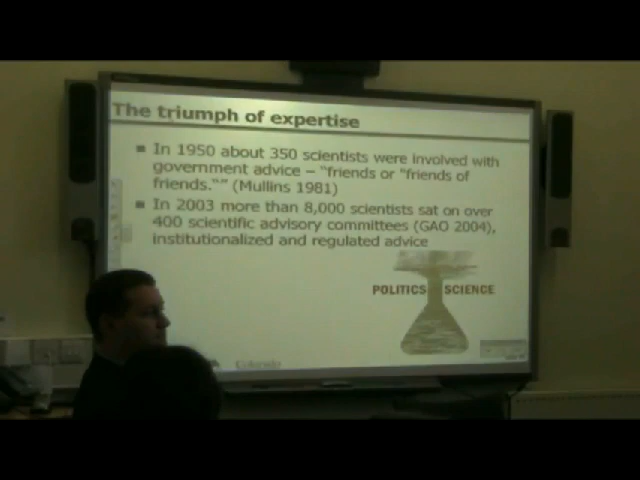 The triumph of expertise
In 1950 about 350 scientists were involved with
government advice – "friends or "friends of
friends."" (Mullins 1981)
In 2003 more than 8,000 scientists sat on over
400 scientific advisory committees (GAO 2004),
institutionalized and regulated advice
POLITICS SCIENCE
Colorado